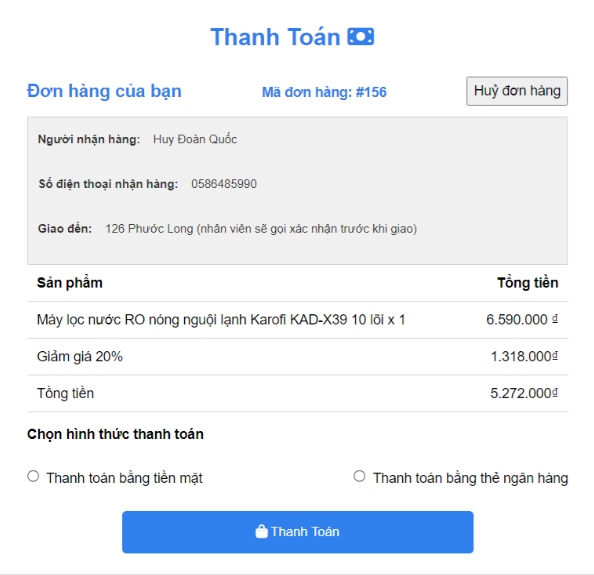 Thanh Toán
Đơn hàng của bạn
Mã đơn hàng: #156
Huỷ đơn hàng
Người nhận hàng: Huy Đoàn Quốc
Số điện thoại nhận hàng: 0586485990
Giao đến: 126 Phước Long (nhân viên sẽ gọi xác nhận trước khi giao)
Sản phẩm Tổng tiền
Máy lọc nước RO nóng nguội lạnh Karofi KAD-X39 10 lõi x 1 6.590.000 ₫
Giảm giá 20% 1.318.000₫
Tổng tiền 5.272.000₫
Chọn hình thức thanh toán
Thanh toán bằng tiền mặt Thanh toán bằng thẻ ngân hàng
Thanh Toán